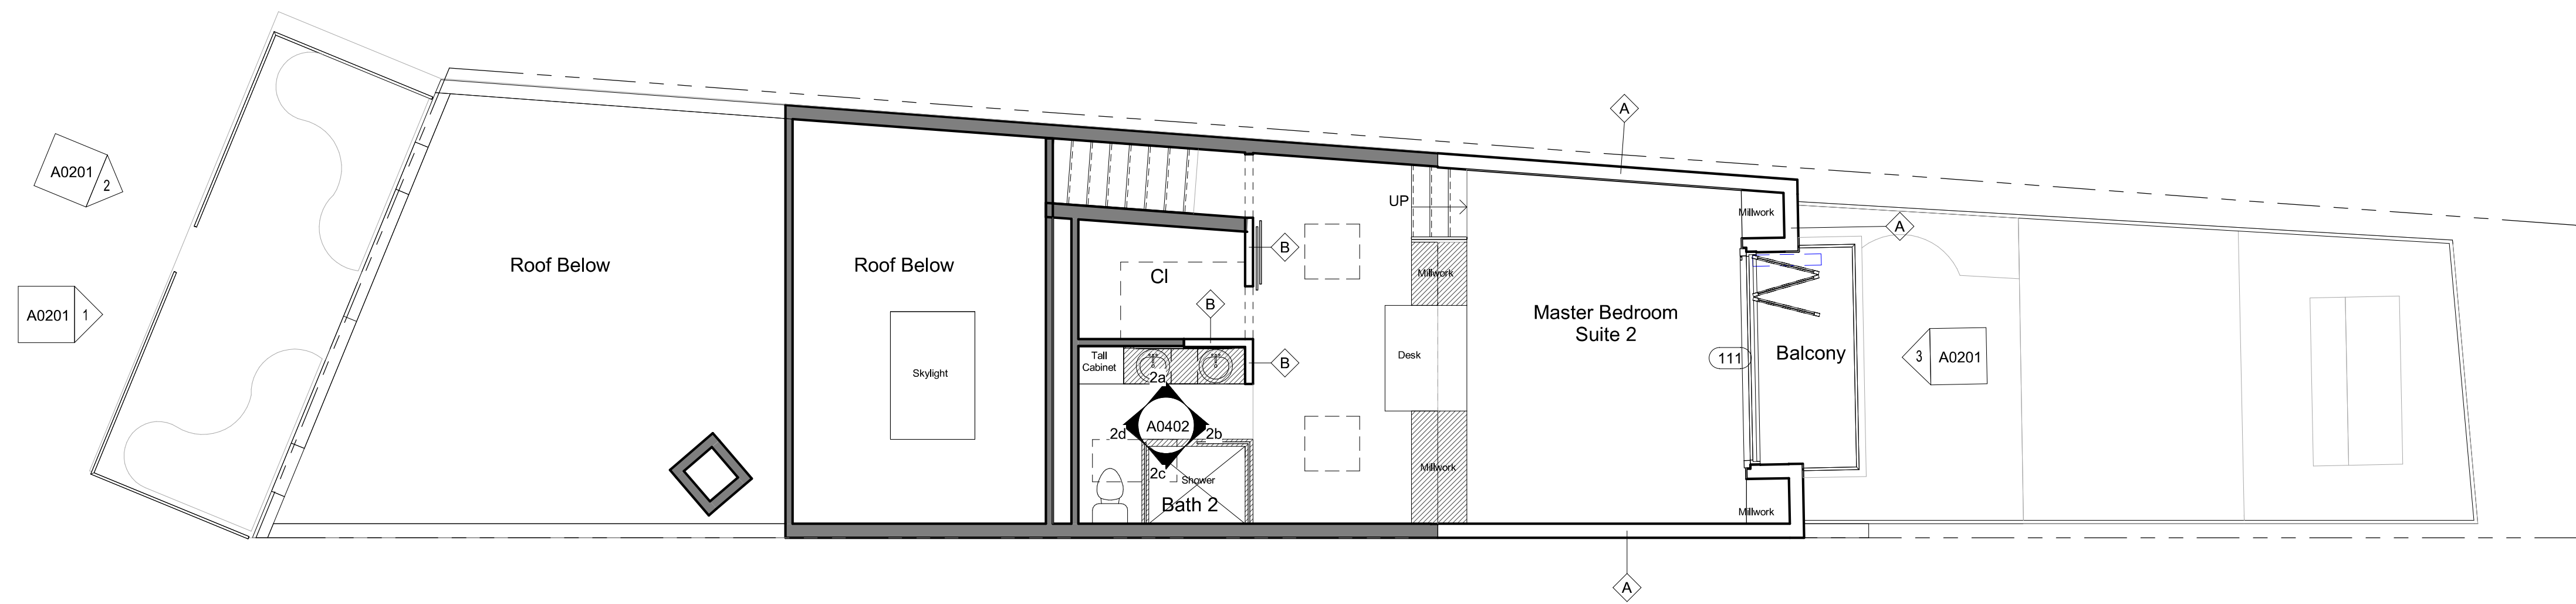 A
A0201
2
Millwork
UP
A
B
Roof Below
Roof Below
Cl
Millwork
B
A0201
1
Master Bedroom
Suite 2
Tall
Cabinet
B
Desk
111
Balcony
3
A0201
Skylight
2a
2d
A0402
2b
2c
Shower
Millwork
Bath 2
Millwork
A